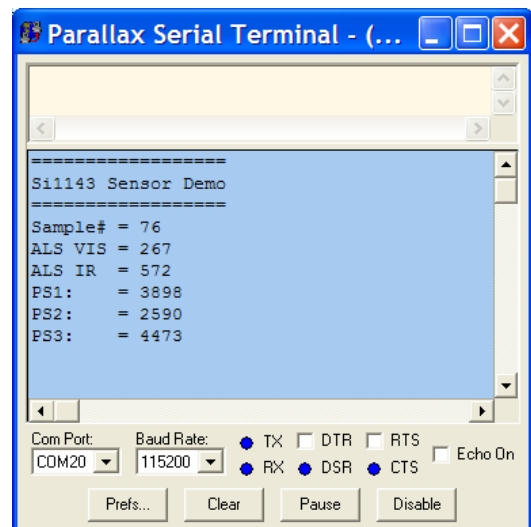 Parallax Serial Terminal - (...
===================
Si1143 Sensor Demo
===================
Sample# = 76
ALS VIS = 267
ALS IR  = 572
PS1:    = 3898
PS2:    = 2590
PS3:    = 4473
Com Port: Baud Rate: TX DTR RTS
COM20 115200 RX DSR CTS Echo On
Prefs... Clear Pause Disable